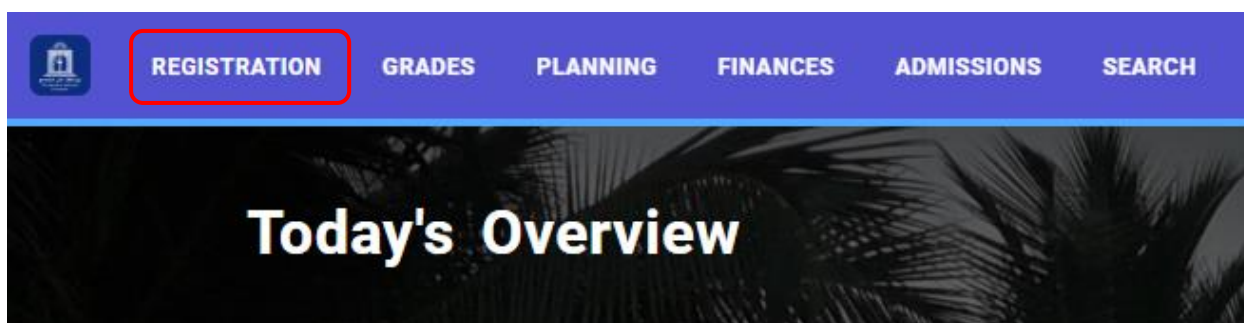 REGISTRATION GRADES PLANNING FINANCES ADMISSIONS SEARCH
Today's Overview